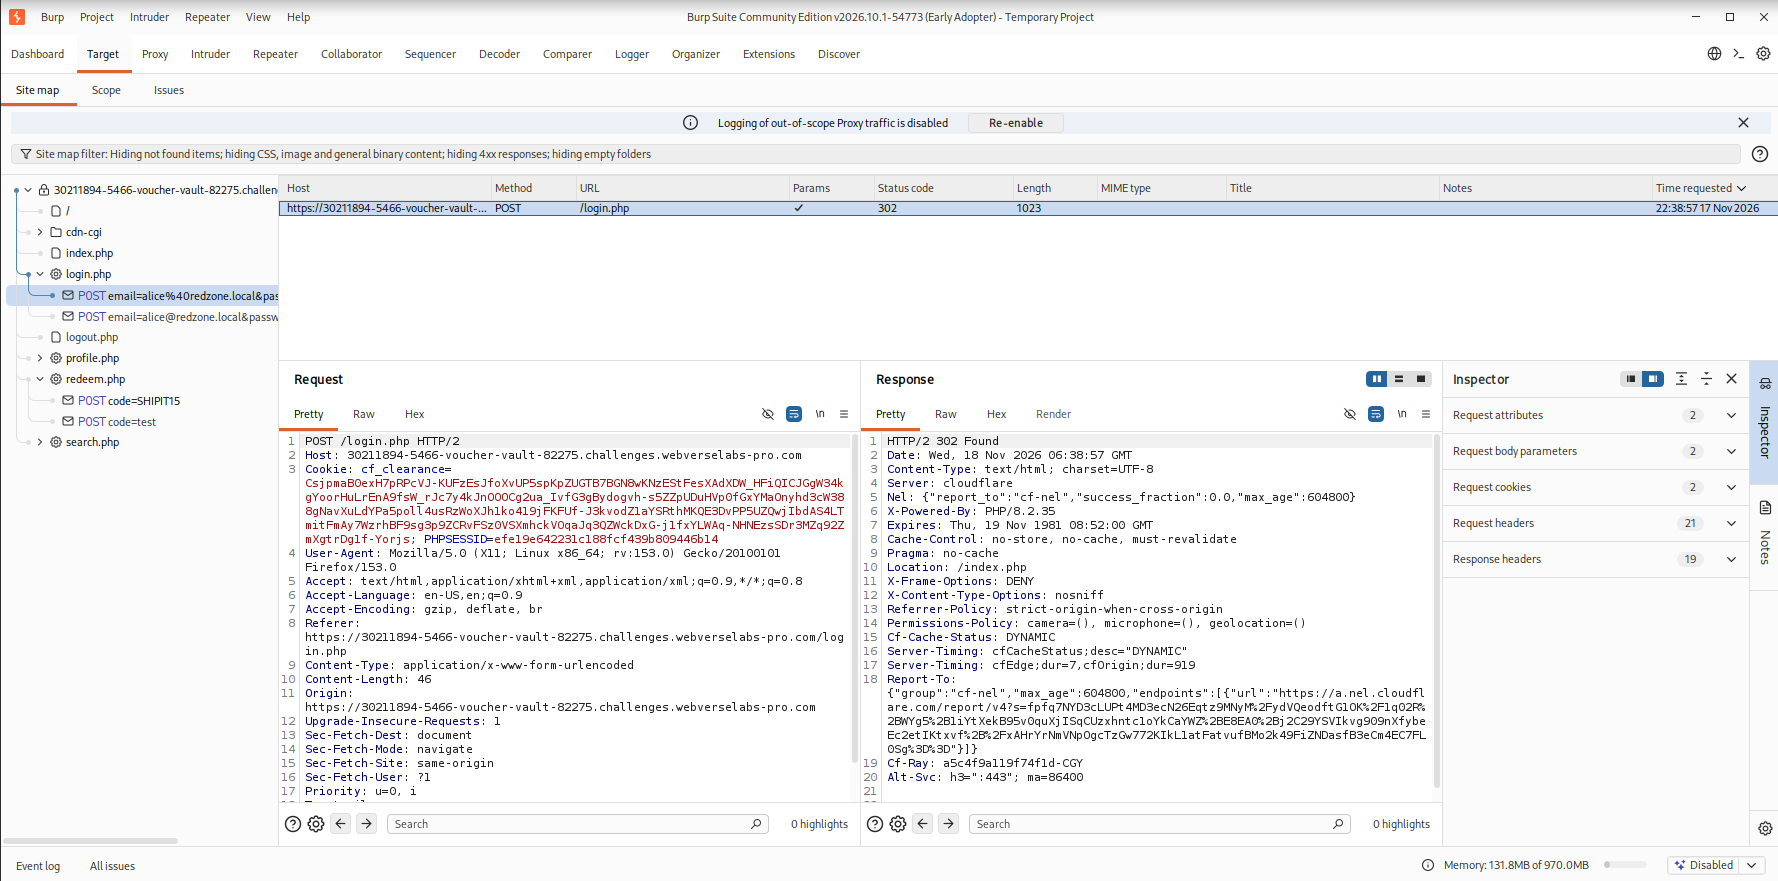 Burp Project Intruder Repeater View Help
Burp Suite Community Edition v2026.10.1-54773 (Early Adopter) - Temporary Project
Dashboard Target Proxy Intruder Repeater Collaborator Sequencer Decoder Comparer Logger Organizer Extensions Discover
Site map Scope Issues
Logging of out-of-scope Proxy traffic is disabled Re-enable
Site map filter: Hiding not found items; hiding CSS, image and general binary content; hiding 4xx responses; hiding empty folders
30211894-5466-voucher-vault-82275.challen
/
cdn-cgi
index.php
login.php
POST email=alice%40redzone.local&pas
POST email=alice@redzone.local&passw
logout.php
profile.php
redeem.php
POST code=SHIPIT15
POST code=test
search.php
Host Method URL Params Status code Length MIME type Title Notes Time requested
https://30211894-5466-voucher-vault-... POST /login.php ✓ 302 1023 22:38:57 17 Nov 2026
Request
Pretty Raw Hex \n
1 POST /login.php HTTP/2
2 Host: 30211894-5466-voucher-vault-82275.challenges.webverselabs-pro.com
3 Cookie: cf_clearance=
4 User-Agent: Mozilla/5.0 (X11; Linux x86_64; rv:153.0) Gecko/20100101
Firefox/153.0
5 Accept: text/html,application/xhtml+xml,application/xml;q=0.9,*/*;q=0.8
6 Accept-Language: en-US,en;q=0.9
7 Accept-Encoding: gzip, deflate, br
8 Referer:
https://30211894-5466-voucher-vault-82275.challenges.webverselabs-pro.com/log
in.php
9 Content-Type: application/x-www-form-urlencoded
10 Content-Length: 46
11 Origin:
https://30211894-5466-voucher-vault-82275.challenges.webverselabs-pro.com
12 Upgrade-Insecure-Requests: 1
13 Sec-Fetch-Dest: document
14 Sec-Fetch-Mode: navigate
15 Sec-Fetch-Site: same-origin
16 Sec-Fetch-User: ?1
17 Priority: u=0, i
Search 0 highlights
Response
Pretty Raw Hex Render \n
1 HTTP/2 302 Found
2 Date: Wed, 18 Nov 2026 06:38:57 GMT
3 Content-Type: text/html; charset=UTF-8
4 Server: cloudflare
5 Nel: {"report_to":"cf-nel","success_fraction":0.0,"max_age":604800}
6 X-Powered-By: PHP/8.2.35
7 Expires: Thu, 19 Nov 1981 08:52:00 GMT
8 Cache-Control: no-store, no-cache, must-revalidate
9 Pragma: no-cache
10 Location: /index.php
11 X-Frame-Options: DENY
12 X-Content-Type-Options: nosniff
13 Referrer-Policy: strict-origin-when-cross-origin
14 Permissions-Policy: camera=(), microphone=(), geolocation=()
15 Cf-Cache-Status: DYNAMIC
16 Server-Timing: cfCacheStatus;desc="DYNAMIC"
17 Server-Timing: cfEdge;dur=7,cfOrigin;dur=919
18 Report-To:
{"group":"cf-nel","max_age":604800,"endpoints":[{"url":"https://a.nel.cloudfl
19 Cf-Ray: a5c4f9a119f74f1d-CGY
20 Alt-Svc: h3=":443"; ma=86400
21
Search 0 highlights
Inspector
Request attributes 2
Request body parameters 2
Request cookies 2
Request headers 21
Response headers 19
Inspector
Notes
Event log All issues
Memory: 131.8MB of 970.0MB Disabled